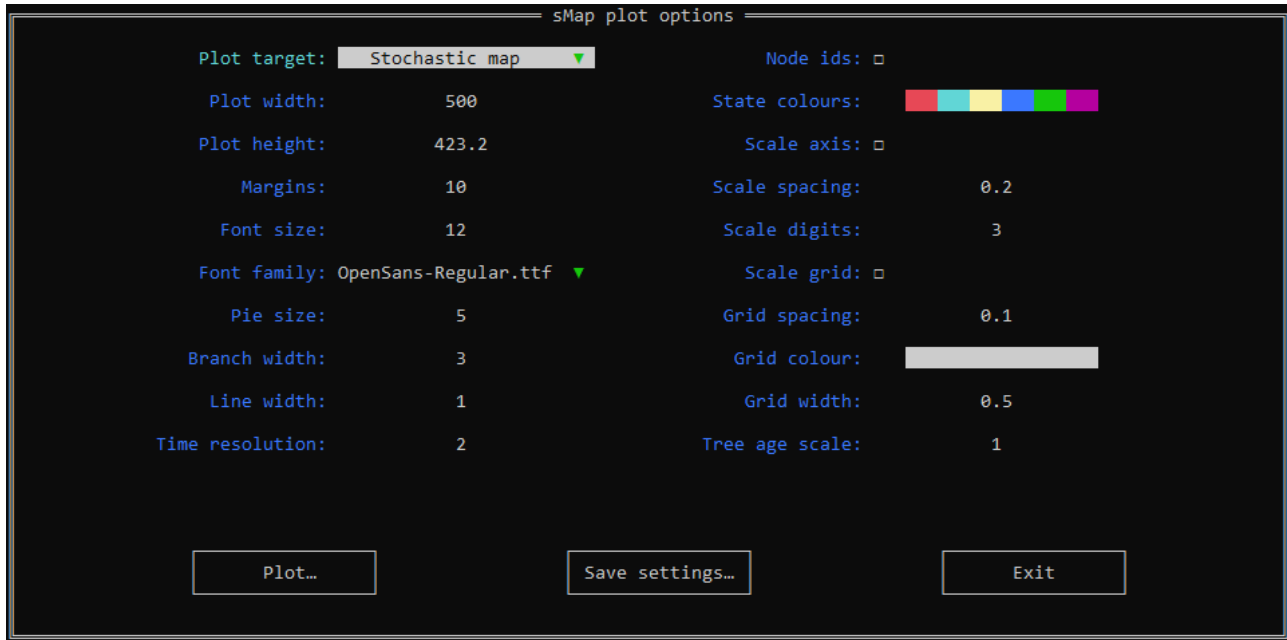 sMap plot options
Plot target: Stochastic map ▼ Node ids: □
Plot width: 500 State colours:
Plot height: 423.2 Scale axis: □
Margins: 10 Scale spacing: 0.2
Font size: 12 Scale digits: 3
Font family: OpenSans-Regular.ttf ▼ Scale grid: □
Pie size: 5 Grid spacing: 0.1
Branch width: 3 Grid colour:
Line width: 1 Grid width: 0.5
Time resolution: 2 Tree age scale: 1
Plot… Save settings… Exit